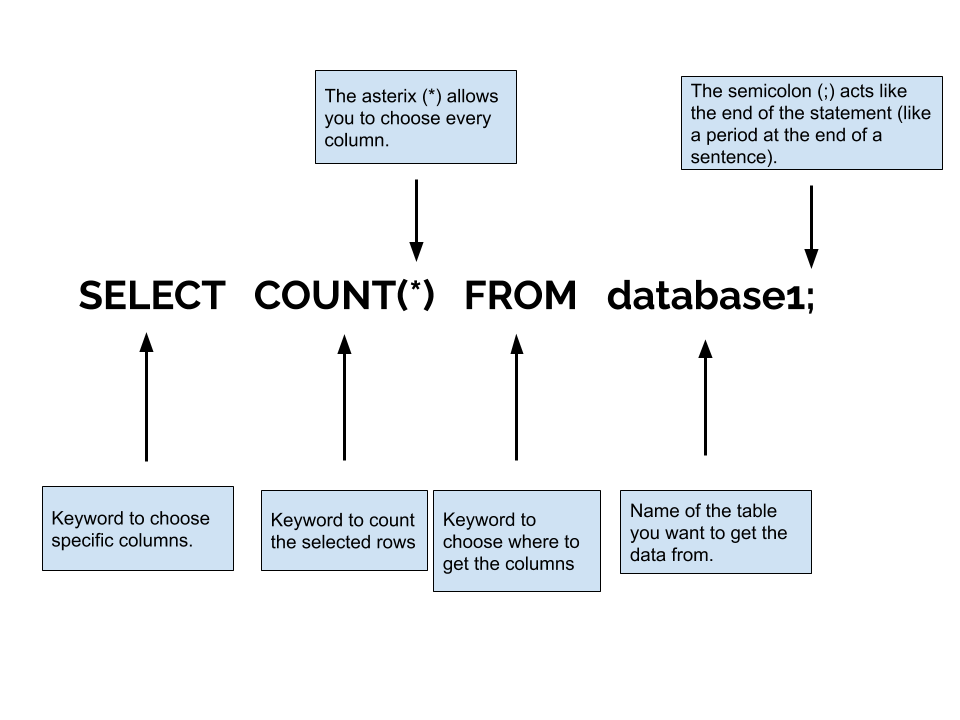 The asterix (*) allows
you to choose every
column.
The semicolon (;) acts like
the end of the statement (like
a period at the end of a
sentence).
SELECT COUNT(*) FROM database1;
Keyword to choose
specific columns.
Keyword to count
the selected rows
Keyword to
choose where to
get the columns
Name of the table
you want to get the
data from.